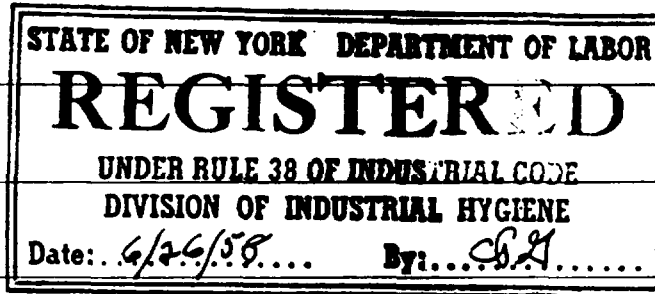 STATE OF NEW YORK DEPARTMENT OF LABOR
REGISTERED
UNDER RULE 38 OF INDUSTRIAL CODE
DIVISION OF INDUSTRIAL HYGIENE
Date: . 6/26/58 . . . . By: . . . . . . . . . .